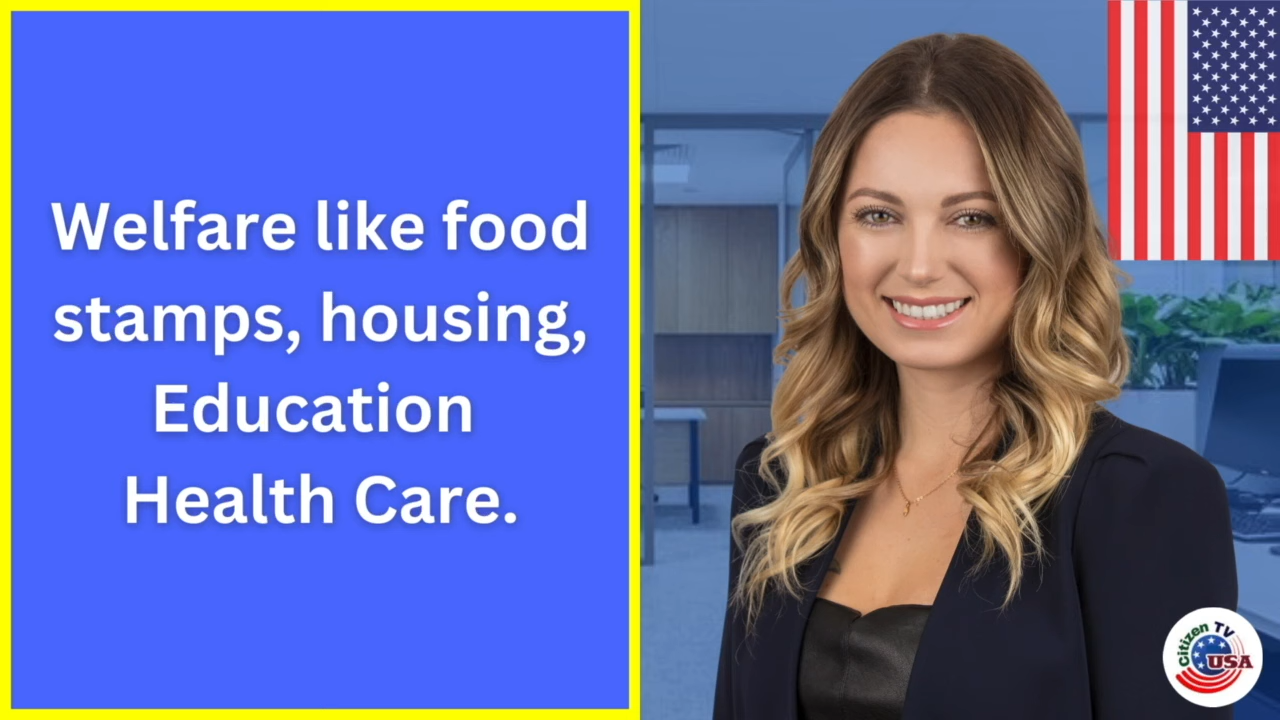 Welfare like food
stamps, housing,
Education
Health Care.
Citizen TV
USA